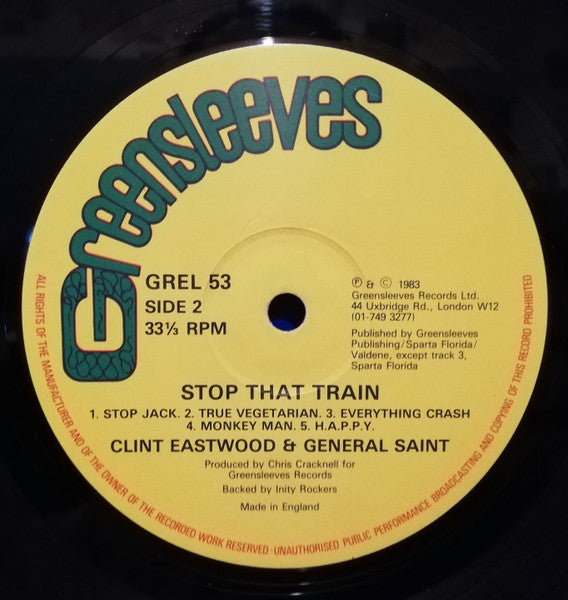 Greensleeves
GREL 53
SIDE 2
33⅓ RPM
℗ & © 1983
Greensleeves Records Ltd.
44 Uxbridge Rd., London W12
(01-749 3277)
Published by Greensleeves
Publishing/Sparta Florida/
Valdene, except track 3,
Sparta Florida
STOP THAT TRAIN
1. STOP JACK. 2. TRUE VEGETARIAN. 3. EVERYTHING CRASH
4. MONKEY MAN. 5. H.A.P.P.Y.
CLINT EASTWOOD & GENERAL SAINT
Produced by Chris Cracknell for
Greensleeves Records
Backed by Inity Rockers
Made in England
ALL RIGHTS OF THE MANUFACTURER AND OF THE OWNER OF THE RECORDED WORK RESERVED · UNAUTHORISED PUBLIC PERFORMANCE BROADCASTING AND COPYING OF THIS RECORD PROHIBITED